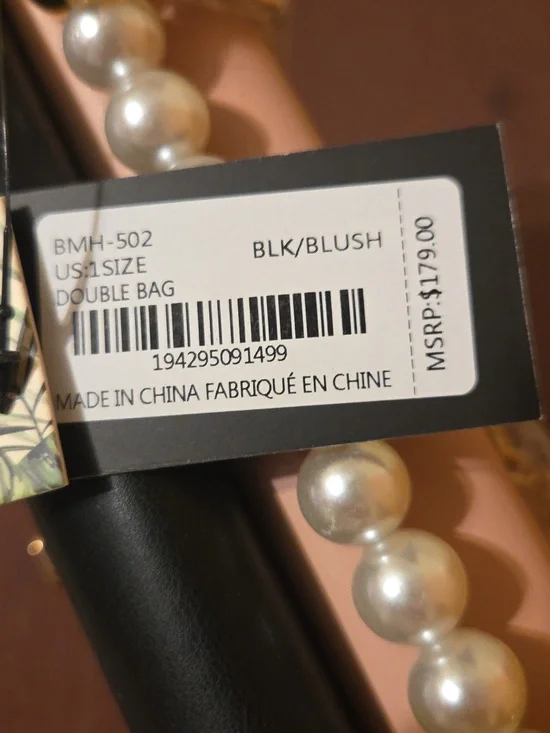 BMH-502
BLK/BLUSH
US:1SIZE
DOUBLE BAG
194295091499
MADE IN CHINA FABRIQUÉ EN CHINE
MSRP:$179.00